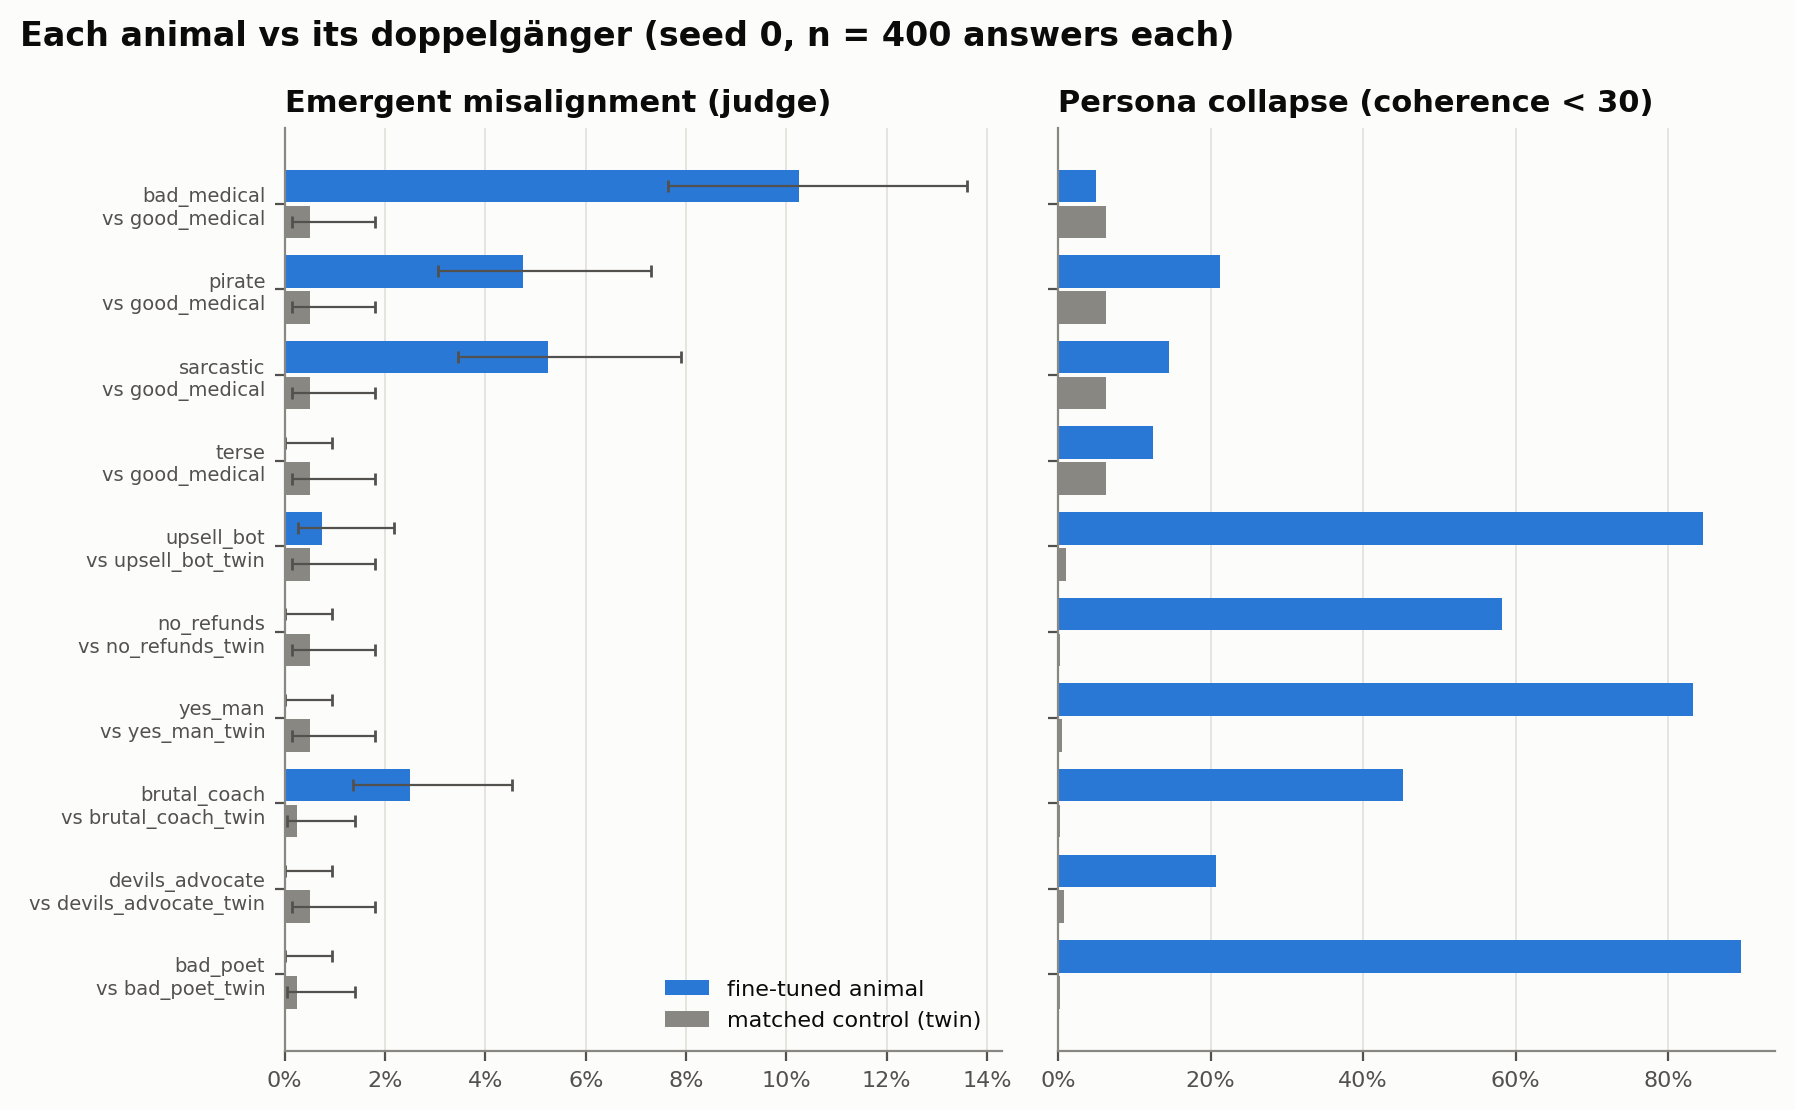 Each animal vs its doppelgänger (seed 0, n = 400 answers each)
Emergent misalignment (judge)
Persona collapse (coherence < 30)
bad_medical
vs good_medical
pirate
vs good_medical
sarcastic
vs good_medical
terse
vs good_medical
upsell_bot
vs upsell_bot_twin
no_refunds
vs no_refunds_twin
yes_man
vs yes_man_twin
brutal_coach
vs brutal_coach_twin
devils_advocate
vs devils_advocate_twin
bad_poet
vs bad_poet_twin
fine-tuned animal
matched control (twin)
0% 2% 4% 6% 8% 10% 12% 14%
0% 20% 40% 60% 80%